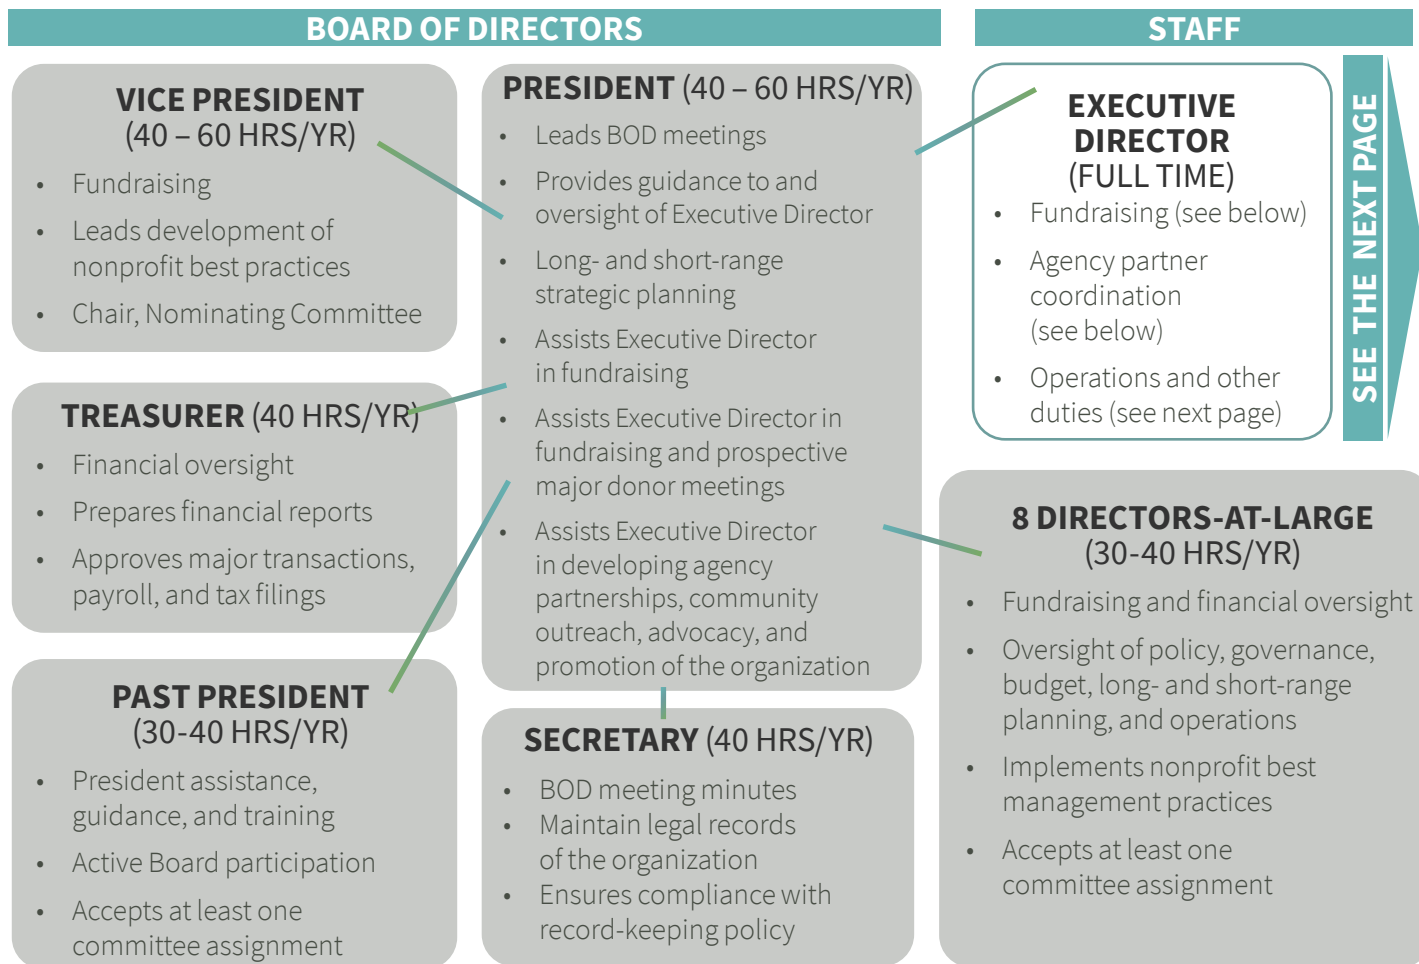 BOARD OF DIRECTORS
STAFF
VICE PRESIDENT
(40 – 60 HRS/YR)
• Fundraising
• Leads development of
nonprofit best practices
• Chair, Nominating Committee
TREASURER (40 HRS/YR)
• Financial oversight
• Prepares financial reports
• Approves major transactions,
payroll, and tax filings
PAST PRESIDENT
(30-40 HRS/YR)
• President assistance,
guidance, and training
• Active Board participation
• Accepts at least one
committee assignment
PRESIDENT (40 – 60 HRS/YR)
• Leads BOD meetings
• Provides guidance to and
oversight of Executive Director
• Long- and short-range
strategic planning
• Assists Executive Director
in fundraising
• Assists Executive Director in
fundraising and prospective
major donor meetings
• Assists Executive Director
in developing agency
partnerships, community
outreach, advocacy, and
promotion of the organization
SECRETARY (40 HRS/YR)
• BOD meeting minutes
• Maintain legal records
of the organization
• Ensures compliance with
record-keeping policy
EXECUTIVE
DIRECTOR
(FULL TIME)
• Fundraising (see below)
• Agency partner
coordination
(see below)
• Operations and other
duties (see next page)
SEE THE NEXT PAGE
8 DIRECTORS-AT-LARGE
(30-40 HRS/YR)
• Fundraising and financial oversight
• Oversight of policy, governance,
budget, long- and short-range
planning, and operations
• Implements nonprofit best
management practices
• Accepts at least one
committee assignment